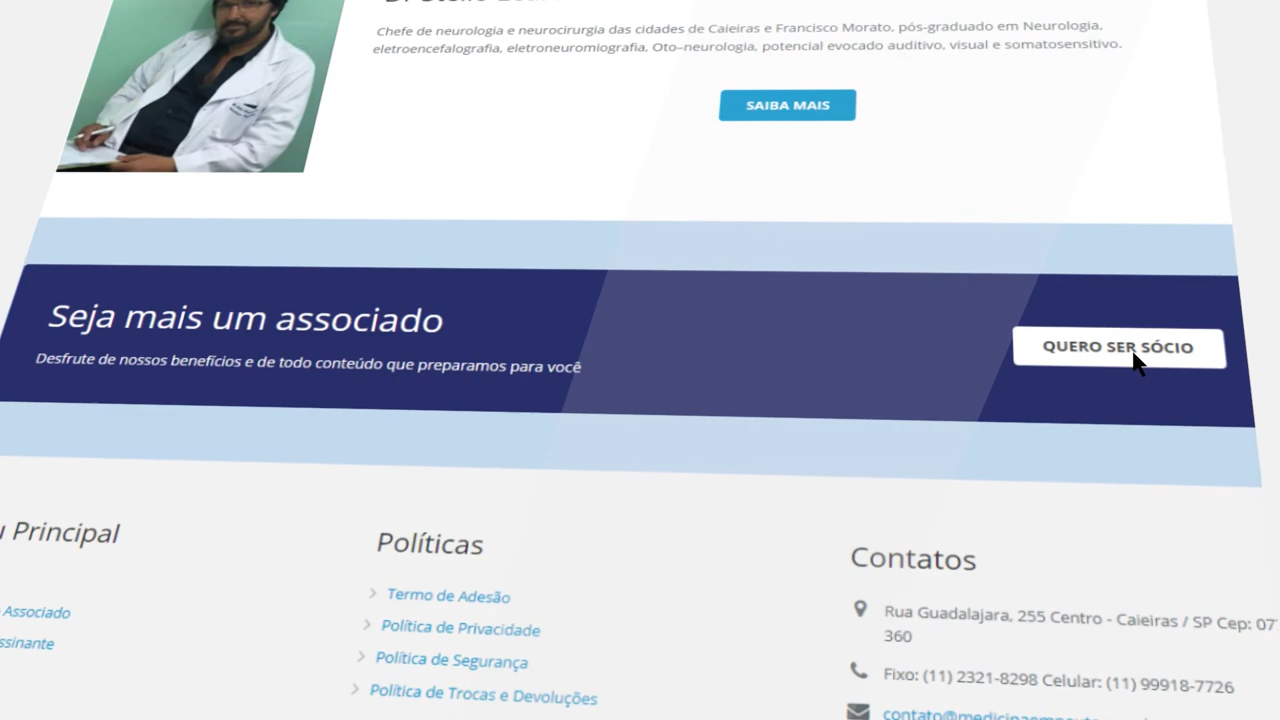 Chefe de neurologia e neurocirurgia das cidades de Caieiras e Francisco Morato, pós-graduado em Neurologia,
eletroencefalografia, eletroneuromiografia, Oto-neurologia, potencial evocado auditivo, visual e somatosensitivo.
SAIBA MAIS
Seja mais um associado
Desfrute de nossos benefícios e de todo conteúdo que preparamos para você
QUERO SER SÓCIO
Principal
Associado
Políticas
Termo de Adesão
Política de Privacidade
Política de Segurança
Política de Trocas e Devoluções
Contatos
Rua Guadalajara, 255 Centro - Caieiras / SP Cep: 07
360
Fixo: (11) 2321-8298 Celular: (11) 99918-7726